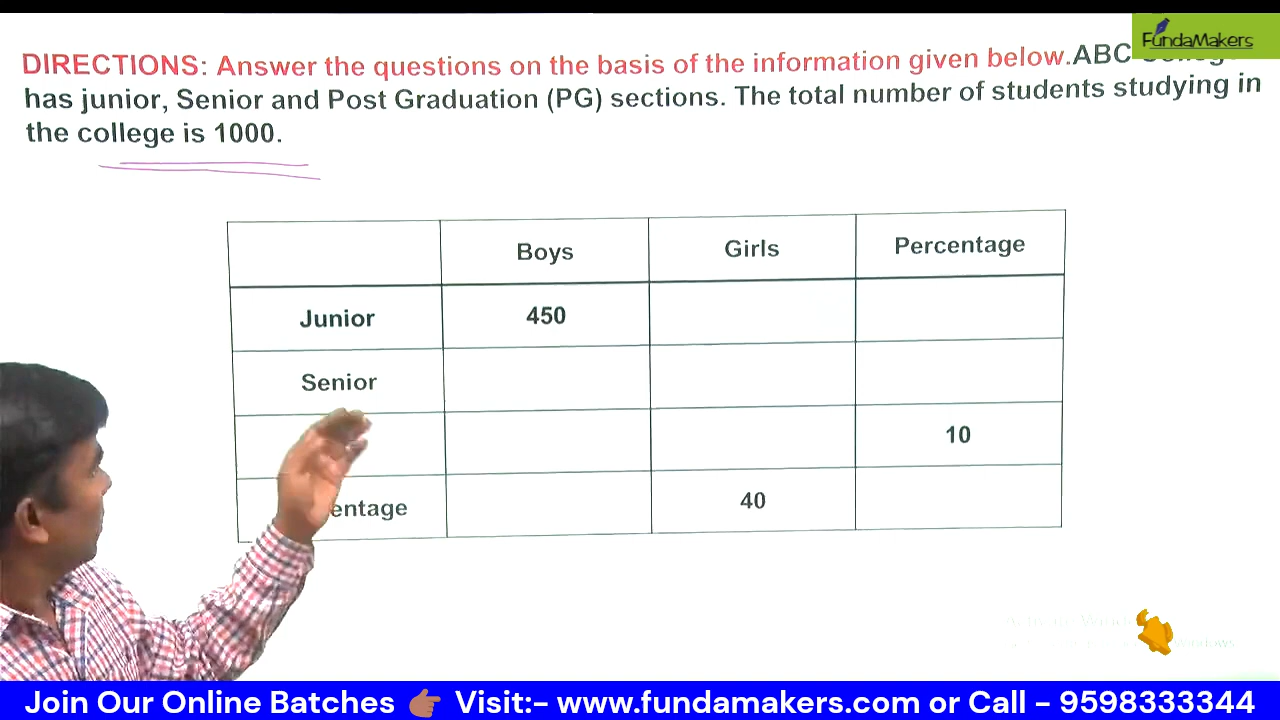 FundaMakers
DIRECTIONS: Answer the questions on the basis of the information given below.ABC
has junior, Senior and Post Graduation (PG) sections. The total number of students studying in
the college is 1000.
Boys Girls Percentage
Junior 450
Senior
10
entage 40
Join Our Online Batches Visit:- www.fundamakers.com or Call - 9598333344